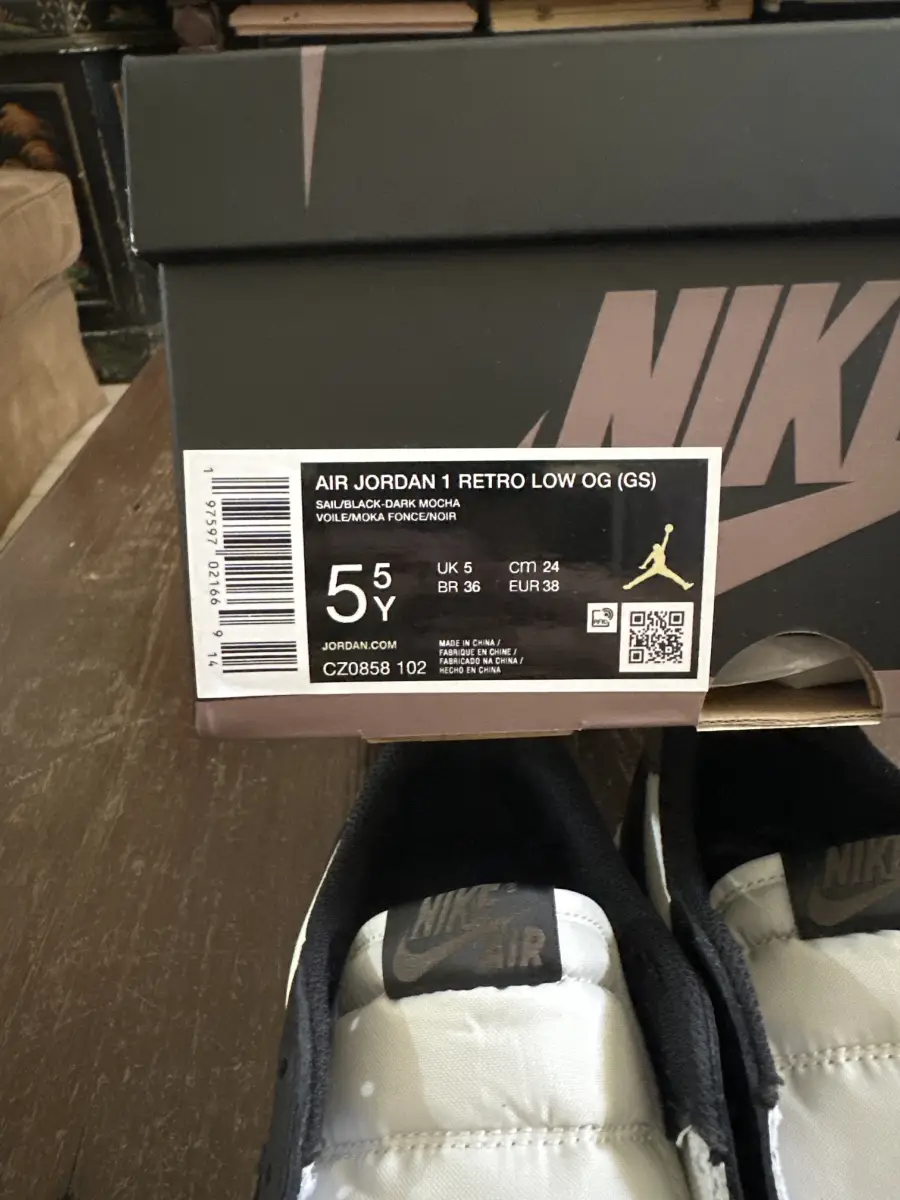 NIKE
AIR JORDAN 1 RETRO LOW OG (GS)
SAIL/BLACK-DARK MOCHA
VOILE/MOKA FONCE/NOIR
5 5 Y
UK 5 cm 24
BR 36 EUR 38
JORDAN.COM
CZ0858 102
MADE IN CHINA /
FABRIQUE EN CHINE /
FABRICADO NA CHINA /
HECHO EN CHINA
1 97597 02166 9 14
NIKE
AIR
NIKE